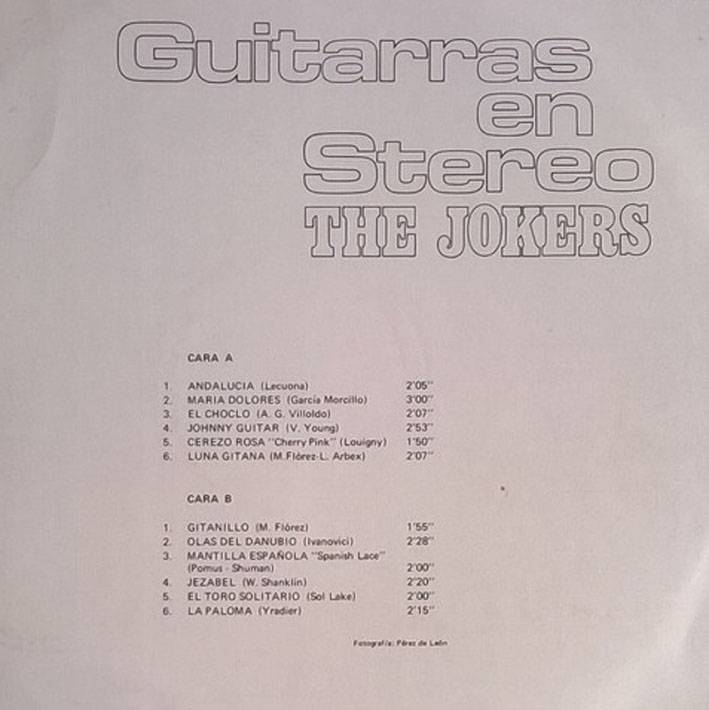 Guitarras
en
Stereo
THE JOKERS
CARA A
1. ANDALUCIA (Lecuona) 2'05''
2. MARIA DOLORES (García Morcillo) 3'00''
3. EL CHOCLO (A. G. Villoldo) 2'07''
4. JOHNNY GUITAR (V. Young) 2'53''
5. CEREZO ROSA "Cherry Pink" (Louigny) 1'50''
6. LUNA GITANA (M.Flórez-L. Arbex) 2'07''
CARA B
1. GITANILLO (M. Flórez) 1'55''
2. OLAS DEL DANUBIO (Ivanovici) 2'28''
3. MANTILLA ESPAÑOLA "Spanish Lace"
(Pomus - Shuman) 2'00''
4. JEZABEL (W. Shanklin) 2'20''
5. EL TORO SOLITARIO (Sol Lake) 2'00''
6. LA PALOMA (Yradier) 2'15''
Fotografía: Pérez de León